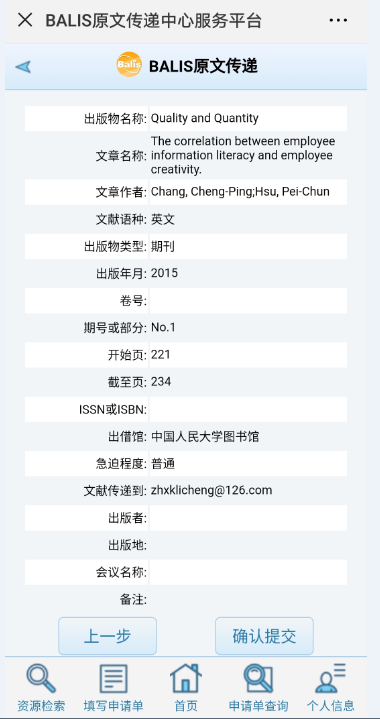 BALIS原文传递中心服务平台
Balis BALIS原文传递
出版物名称: Quality and Quantity
文章名称: The correlation between employee
information literacy and employee
creativity.
文章作者: Chang, Cheng-Ping;Hsu, Pei-Chun
文献语种: 英文
出版物类型: 期刊
出版年月: 2015
卷号:
期号或部分: No.1
开始页: 221
截至页: 234
ISSN或ISBN:
出借馆: 中国人民大学图书馆
急迫程度: 普通
文献传递到: zhxklicheng@126.com
出版者:
出版地:
会议名称:
备注:
上一步 确认提交
资源检索 填写申请单 首页 申请单查询 个人信息